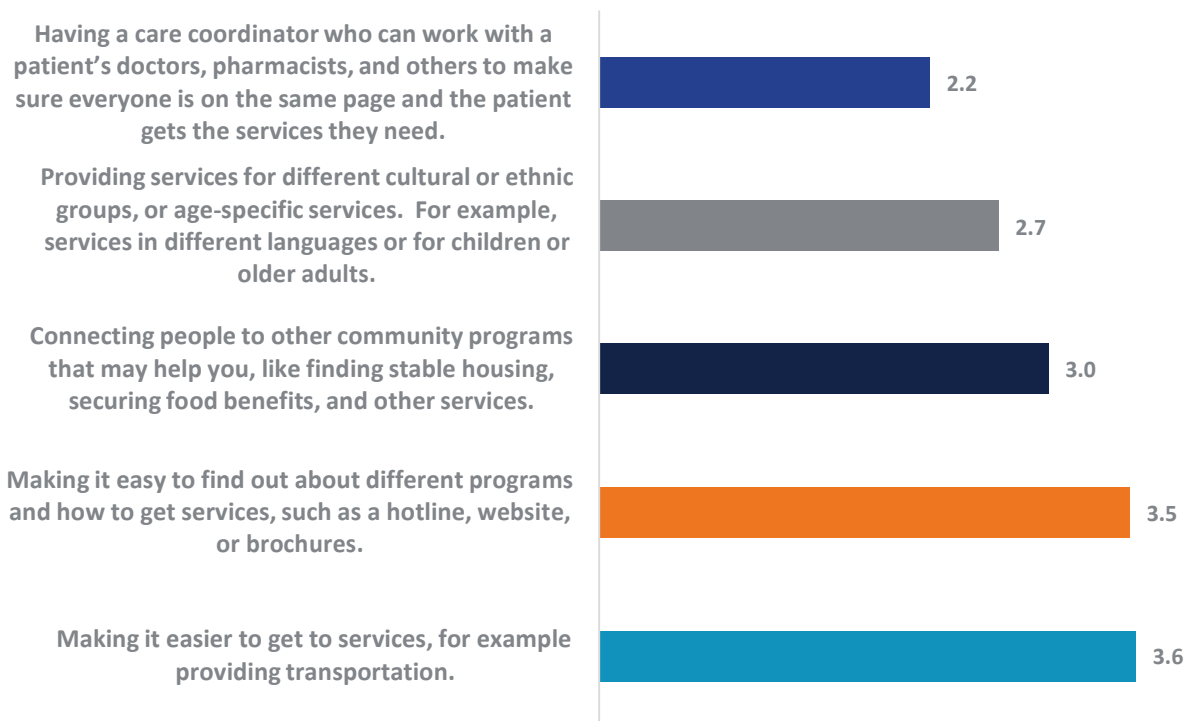 Having a care coordinator who can work with a
patient's doctors, pharmacists, and others to make
sure everyone is on the same page and the patient
gets the services they need.
2.2
Providing services for different cultural or ethnic
groups, or age-specific services.  For example,
services in different languages or for children or
older adults.
2.7
Connecting people to other community programs
that may help you, like finding stable housing,
securing food benefits, and other services.
3.0
Making it easy to find out about different programs
and how to get services, such as a hotline, website,
or brochures.
3.5
Making it easier to get to services, for example
providing transportation.
3.6